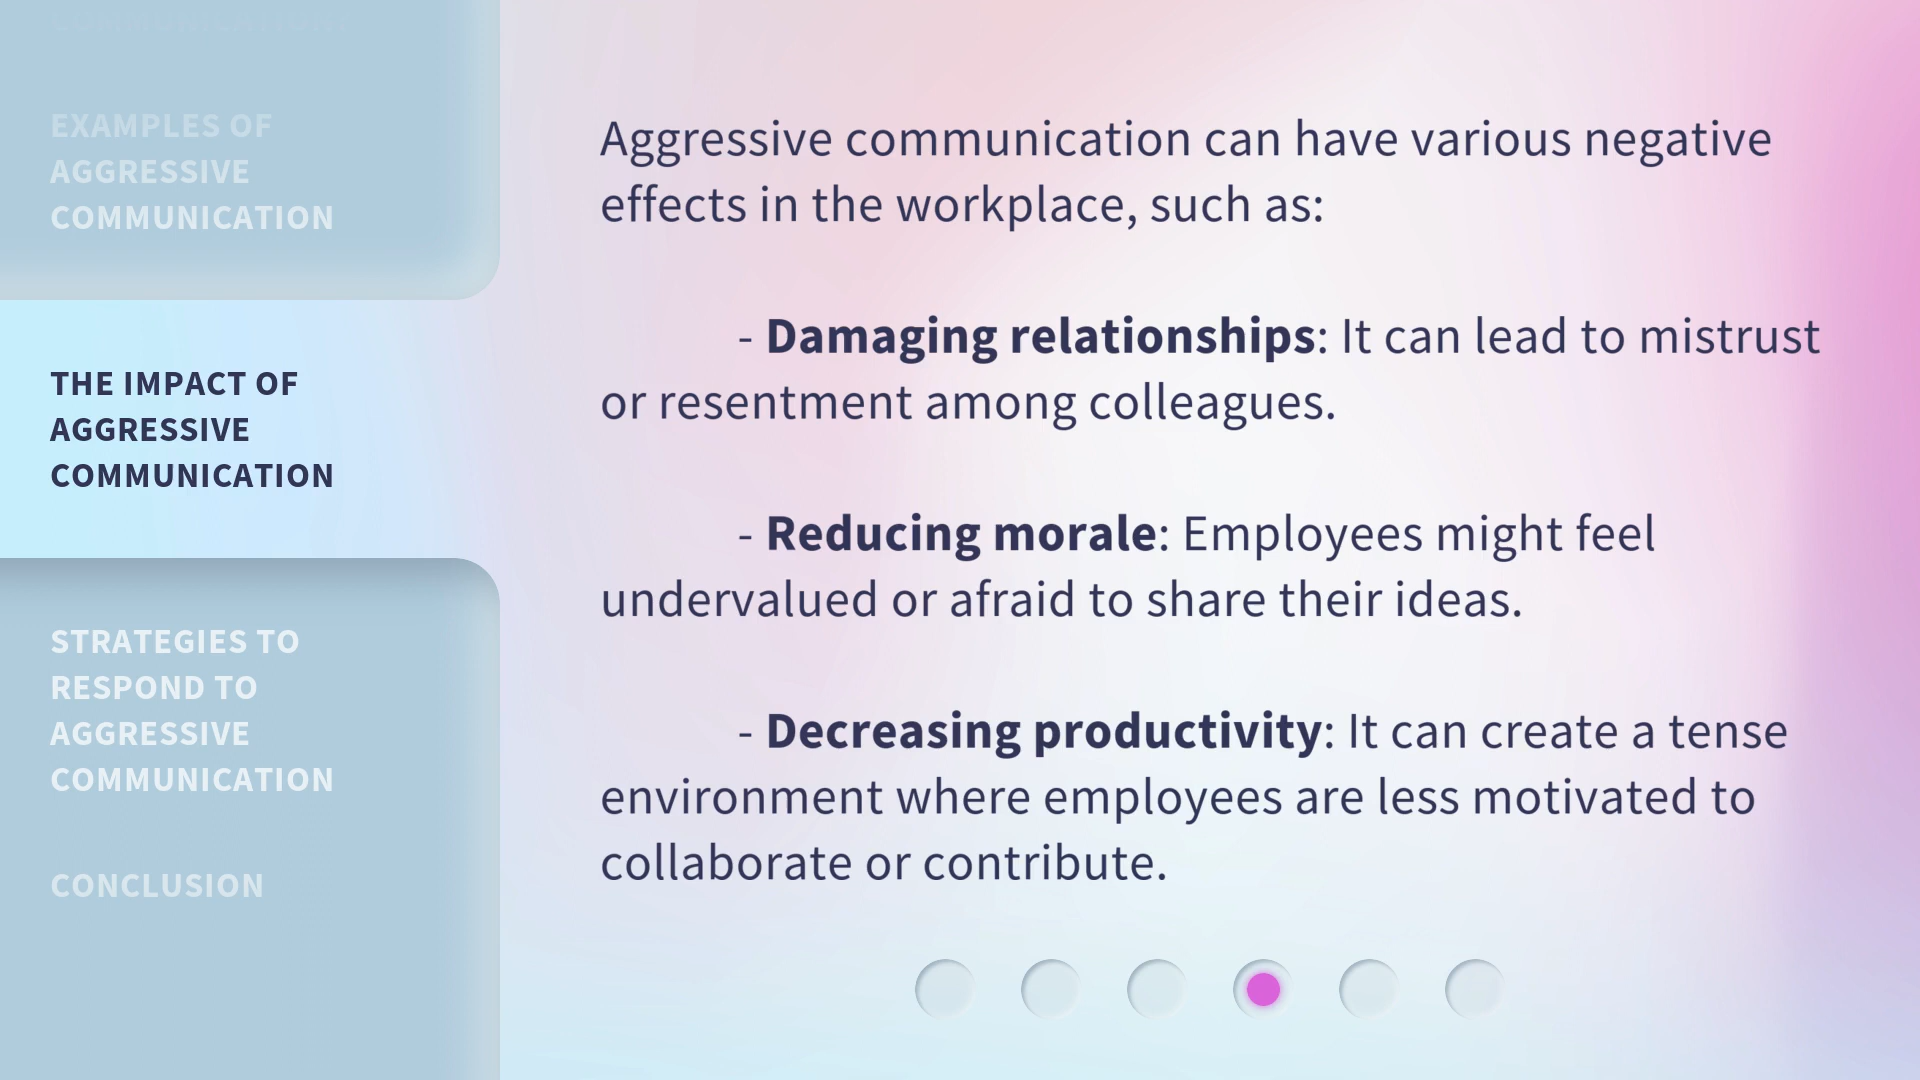 COMMUNICATION?
EXAMPLES OF
AGGRESSIVE
COMMUNICATION
THE IMPACT OF
AGGRESSIVE
COMMUNICATION
STRATEGIES TO
RESPOND TO
AGGRESSIVE
COMMUNICATION
CONCLUSION
Aggressive communication can have various negative
effects in the workplace, such as:
- Damaging relationships: It can lead to mistrust
or resentment among colleagues.
- Reducing morale: Employees might feel
undervalued or afraid to share their ideas.
- Decreasing productivity: It can create a tense
environment where employees are less motivated to
collaborate or contribute.